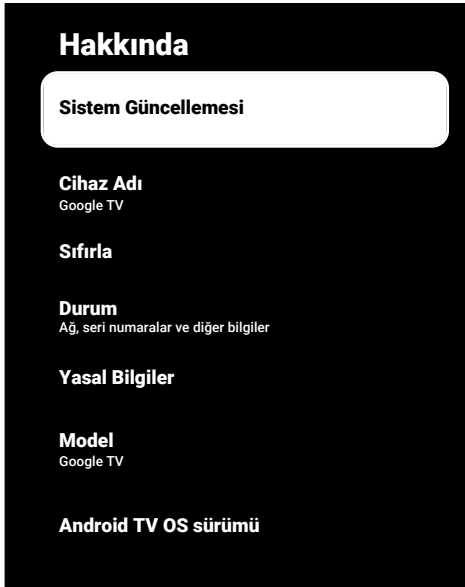 Hakkında
Sistem Güncellemesi
Cihaz Adı
Google TV
Sıfırla
Durum
Ağ, seri numaralar ve diğer bilgiler
Yasal Bilgiler
Model
Google TV
Android TV OS sürümü